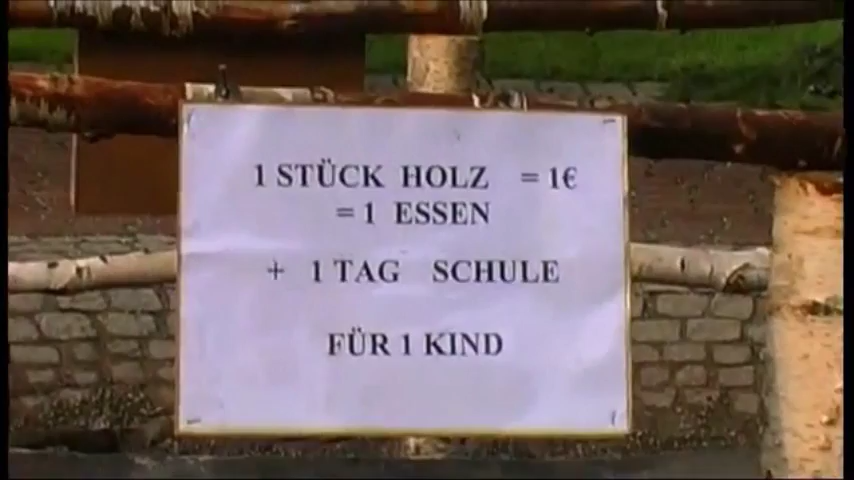 1 STÜCK HOLZ = 1€
= 1 ESSEN
+ 1 TAG SCHULE
FÜR 1 KIND